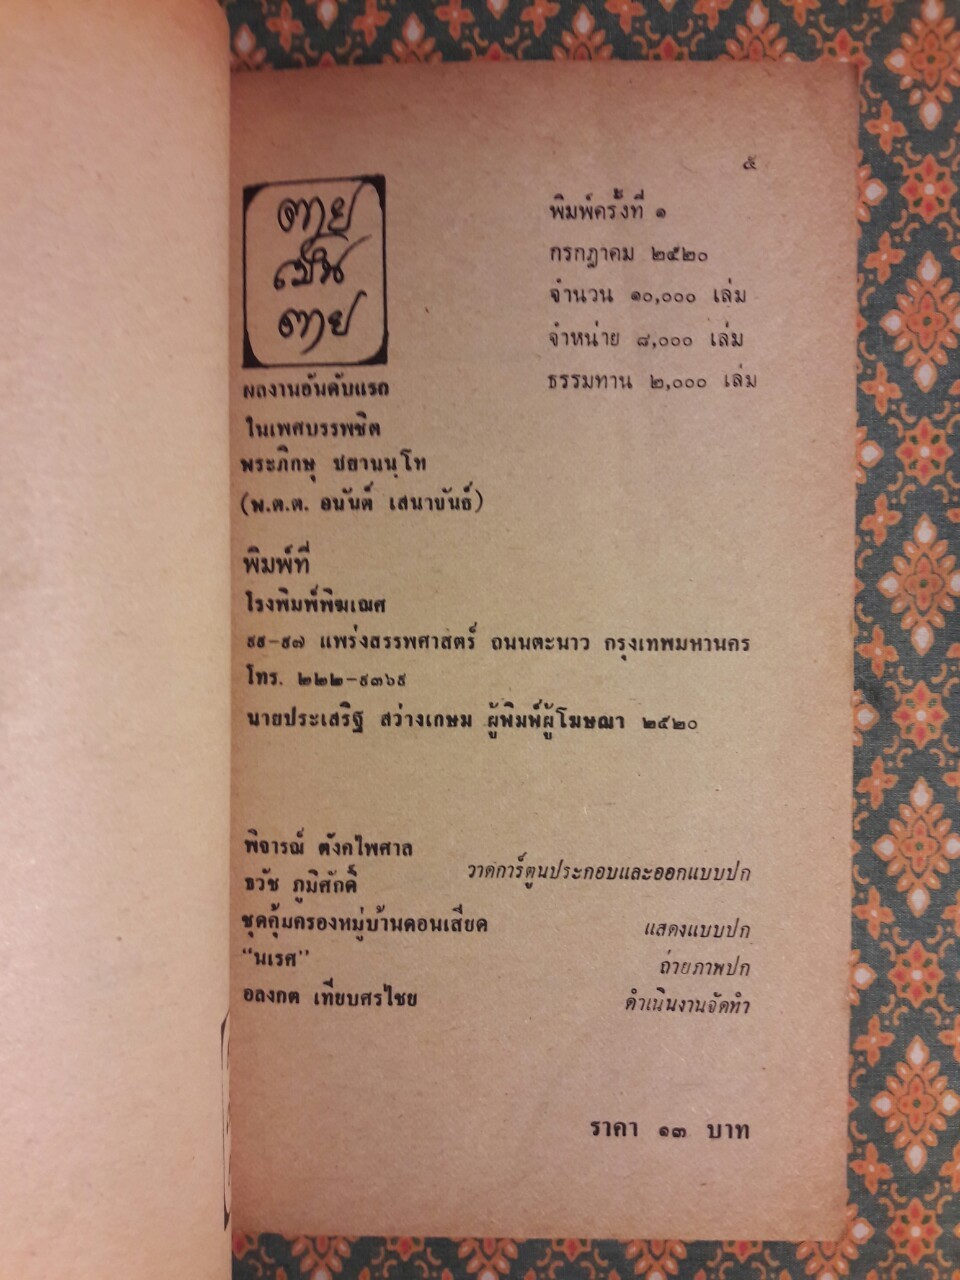 ๕
ตาย
เป็น
ตาย
พิมพ์ครั้งที่ ๑
กรกฎาคม ๒๕๒๐
จำนวน ๑๐,๐๐๐ เล่ม
จำหน่าย ๘,๐๐๐ เล่ม
ธรรมทาน ๒,๐๐๐ เล่ม
ผลงานอันดับแรก
ในเพศบรรพชิต
พระภิกษุ ชยานนฺโท
(พ.ต.ต. อนันต์ เสนาขันธ์)
พิมพ์ที่
โรงพิมพ์พิฆเณศ
๙๕-๙๗ แพร่งสรรพศาสตร์ ถนนตะนาว กรุงเทพมหานคร
โทร. ๒๒๒-๙๓๖๙
นายประเสริฐ สว่างเกษม ผู้พิมพ์ผู้โฆษณา ๒๕๒๐
พิจารณ์ ตังคไพศาล
ธวัช ภูมิศักดิ์ วาดการ์ตูนประกอบและออกแบบปก
ชุดคุ้มครองหมู่บ้านดอนเสียด แสดงแบบปก
“นเรศ” ถ่ายภาพปก
อลงกต เทียบศรไชย ดำเนินงานจัดทำ
ราคา ๑๓ บาท